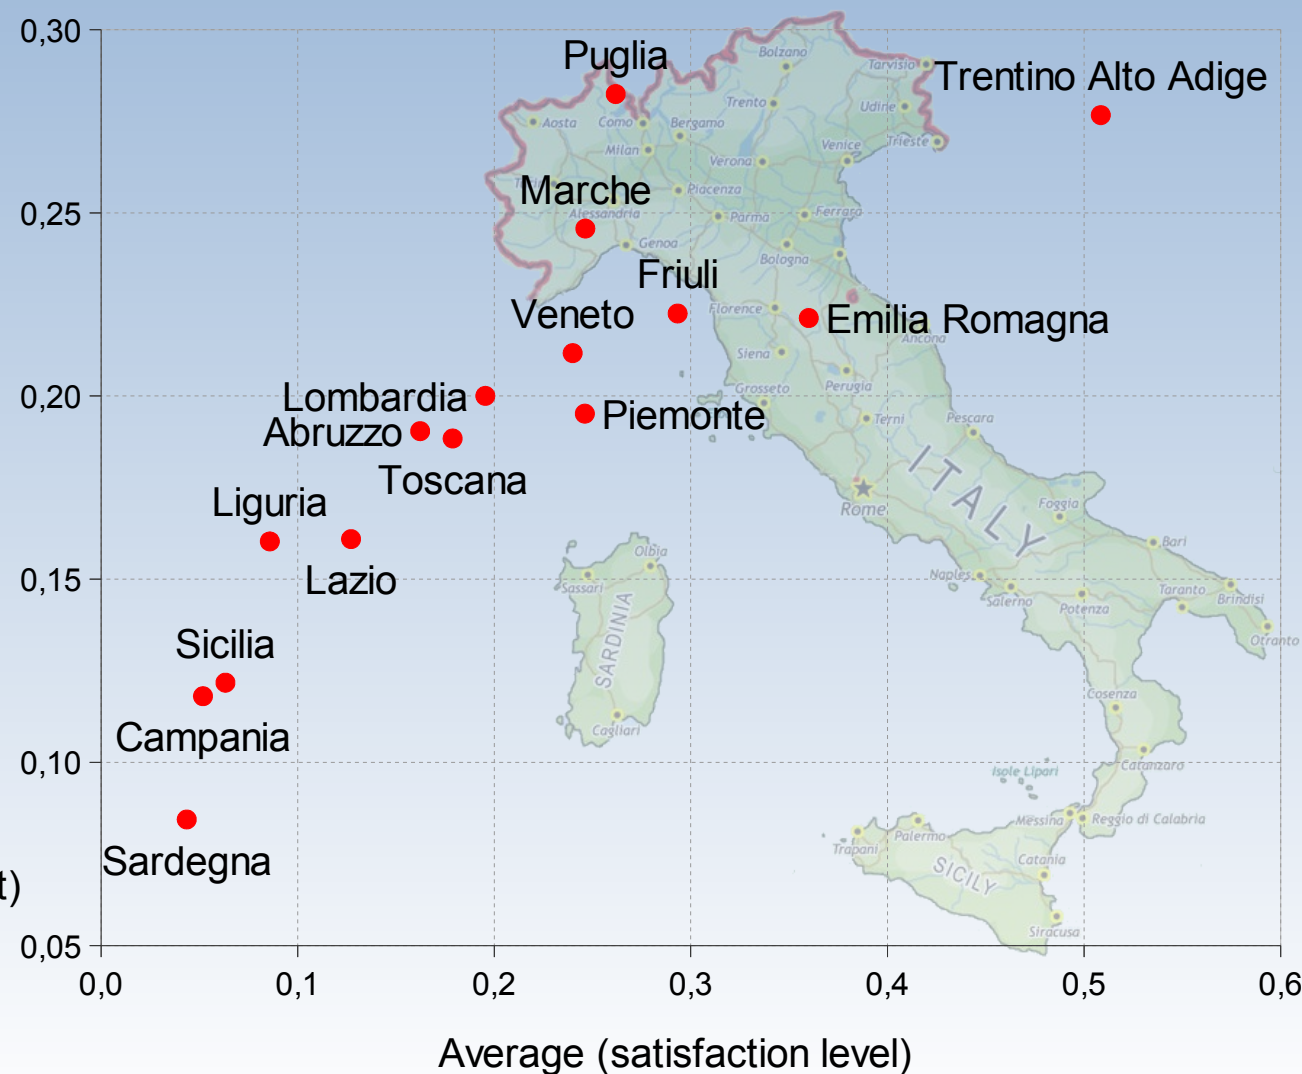 0,30
Puglia
Trentino Alto Adige
Bolzano
Tarvisio
Trento
Udine
Aosta
Como
Bergamo
Milan
Venice
Trieste
Verona
0,25
Marche
Piacenza
Alessandria
Parma
Ferrara
Genoa
Bologna
Friuli
Veneto
Florence
Emilia Romagna
Ancona
Siena
0,20
Lombardia
Grosseto
Perugia
Piemonte
Abruzzo
Terni
Pescara
Toscana
ITALY
Rome
Liguria
Foggia
Lazio
Bari
Olbia
0,15
Sassari
Naples
Salerno
Potenza
Taranto
Brindisi
SARDINIA
Otranto
Sicilia
Cosenza
Campania
Cagliari
0,10
Isole Lipari
Catanzaro
Messina
Reggio di Calabria
Trapani
Palermo
Sardegna
Catania
SICILY
t)
Siracusa
0,05
0,0 0,1 0,2 0,3 0,4 0,5 0,6
Average (satisfaction level)